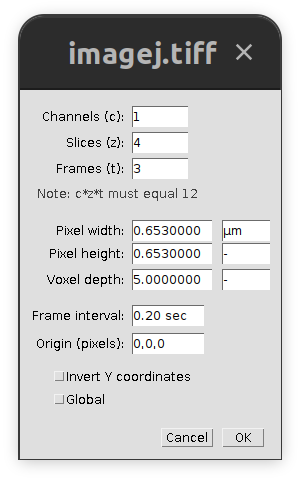 imagej.tiff ×
Channels (c): 1
Slices (z): 4
Frames (t): 3
Note: c*z*t must equal 12
Pixel width: 0.6530000 µm
Pixel height: 0.6530000 -
Voxel depth: 5.0000000 -
Frame interval: 0.20 sec
Origin (pixels): 0,0,0
Invert Y coordinates
Global
Cancel OK